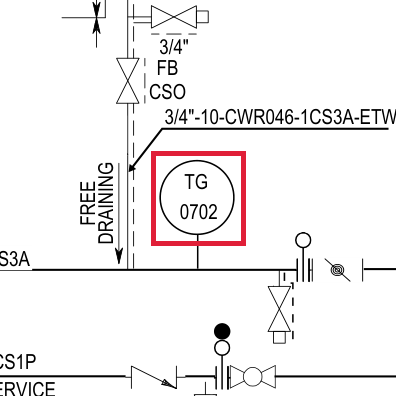 3/4"
FB
CSO
3/4"-10-CWR046-1CS3A-ETW
FREE
DRAINING
TG
0702
S3A
CS1P
ERVICE